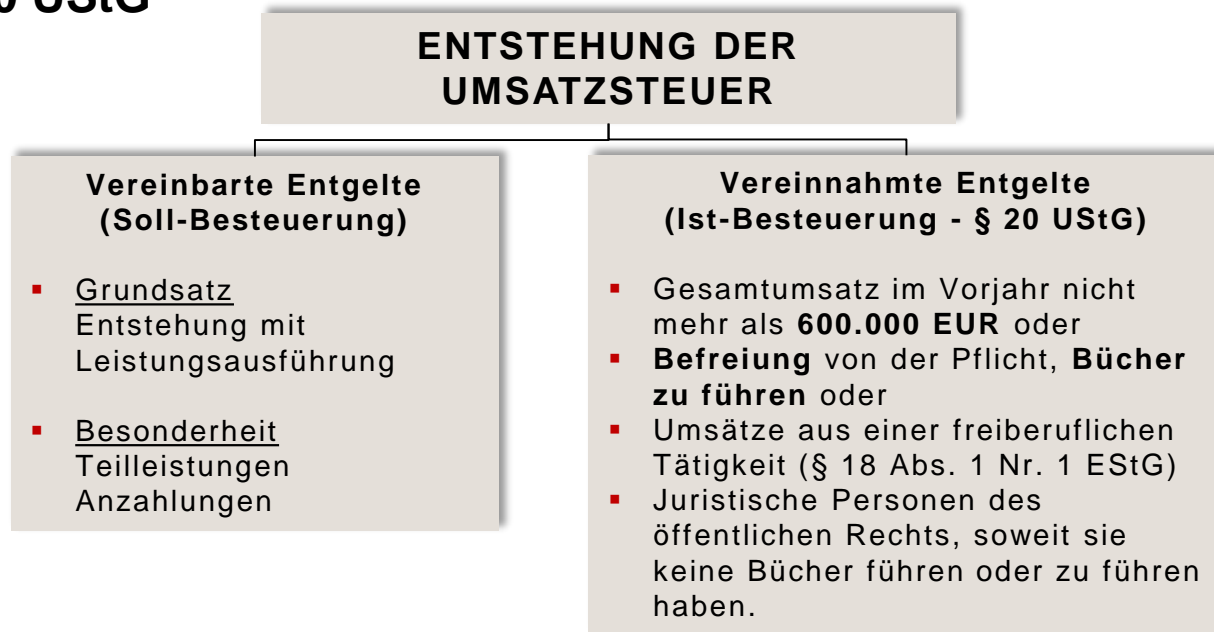 UStG
ENTSTEHUNG DER
UMSATZSTEUER
Vereinbarte Entgelte
(Soll-Besteuerung)
▪ Grundsatz
Entstehung mit
Leistungsausführung
▪ Besonderheit
Teilleistungen
Anzahlungen
Vereinnahmte Entgelte
(Ist-Besteuerung - § 20 UStG)
▪ Gesamtumsatz im Vorjahr nicht
mehr als 600.000 EUR oder
▪ Befreiung von der Pflicht, Bücher
zu führen oder
▪ Umsätze aus einer freiberuflichen
Tätigkeit (§ 18 Abs. 1 Nr. 1 EStG)
▪ Juristische Personen des
öffentlichen Rechts, soweit sie
keine Bücher führen oder zu führen
haben.